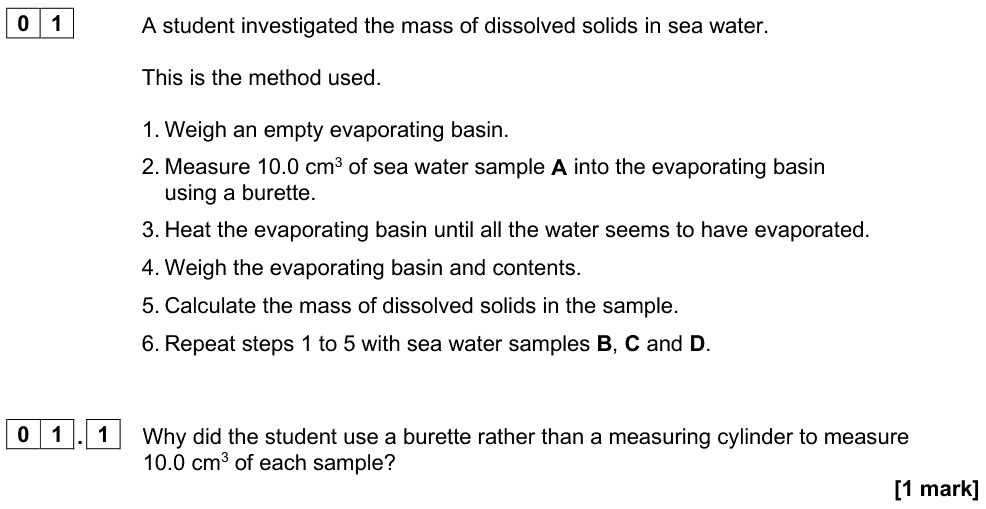 0 1 A student investigated the mass of dissolved solids in sea water.
This is the method used.
1. Weigh an empty evaporating basin.
2. Measure 10.0 cm³ of sea water sample A into the evaporating basin
using a burette.
3. Heat the evaporating basin until all the water seems to have evaporated.
4. Weigh the evaporating basin and contents.
5. Calculate the mass of dissolved solids in the sample.
6. Repeat steps 1 to 5 with sea water samples B, C and D.
0 1 . 1 Why did the student use a burette rather than a measuring cylinder to measure
10.0 cm³ of each sample?
[1 mark]